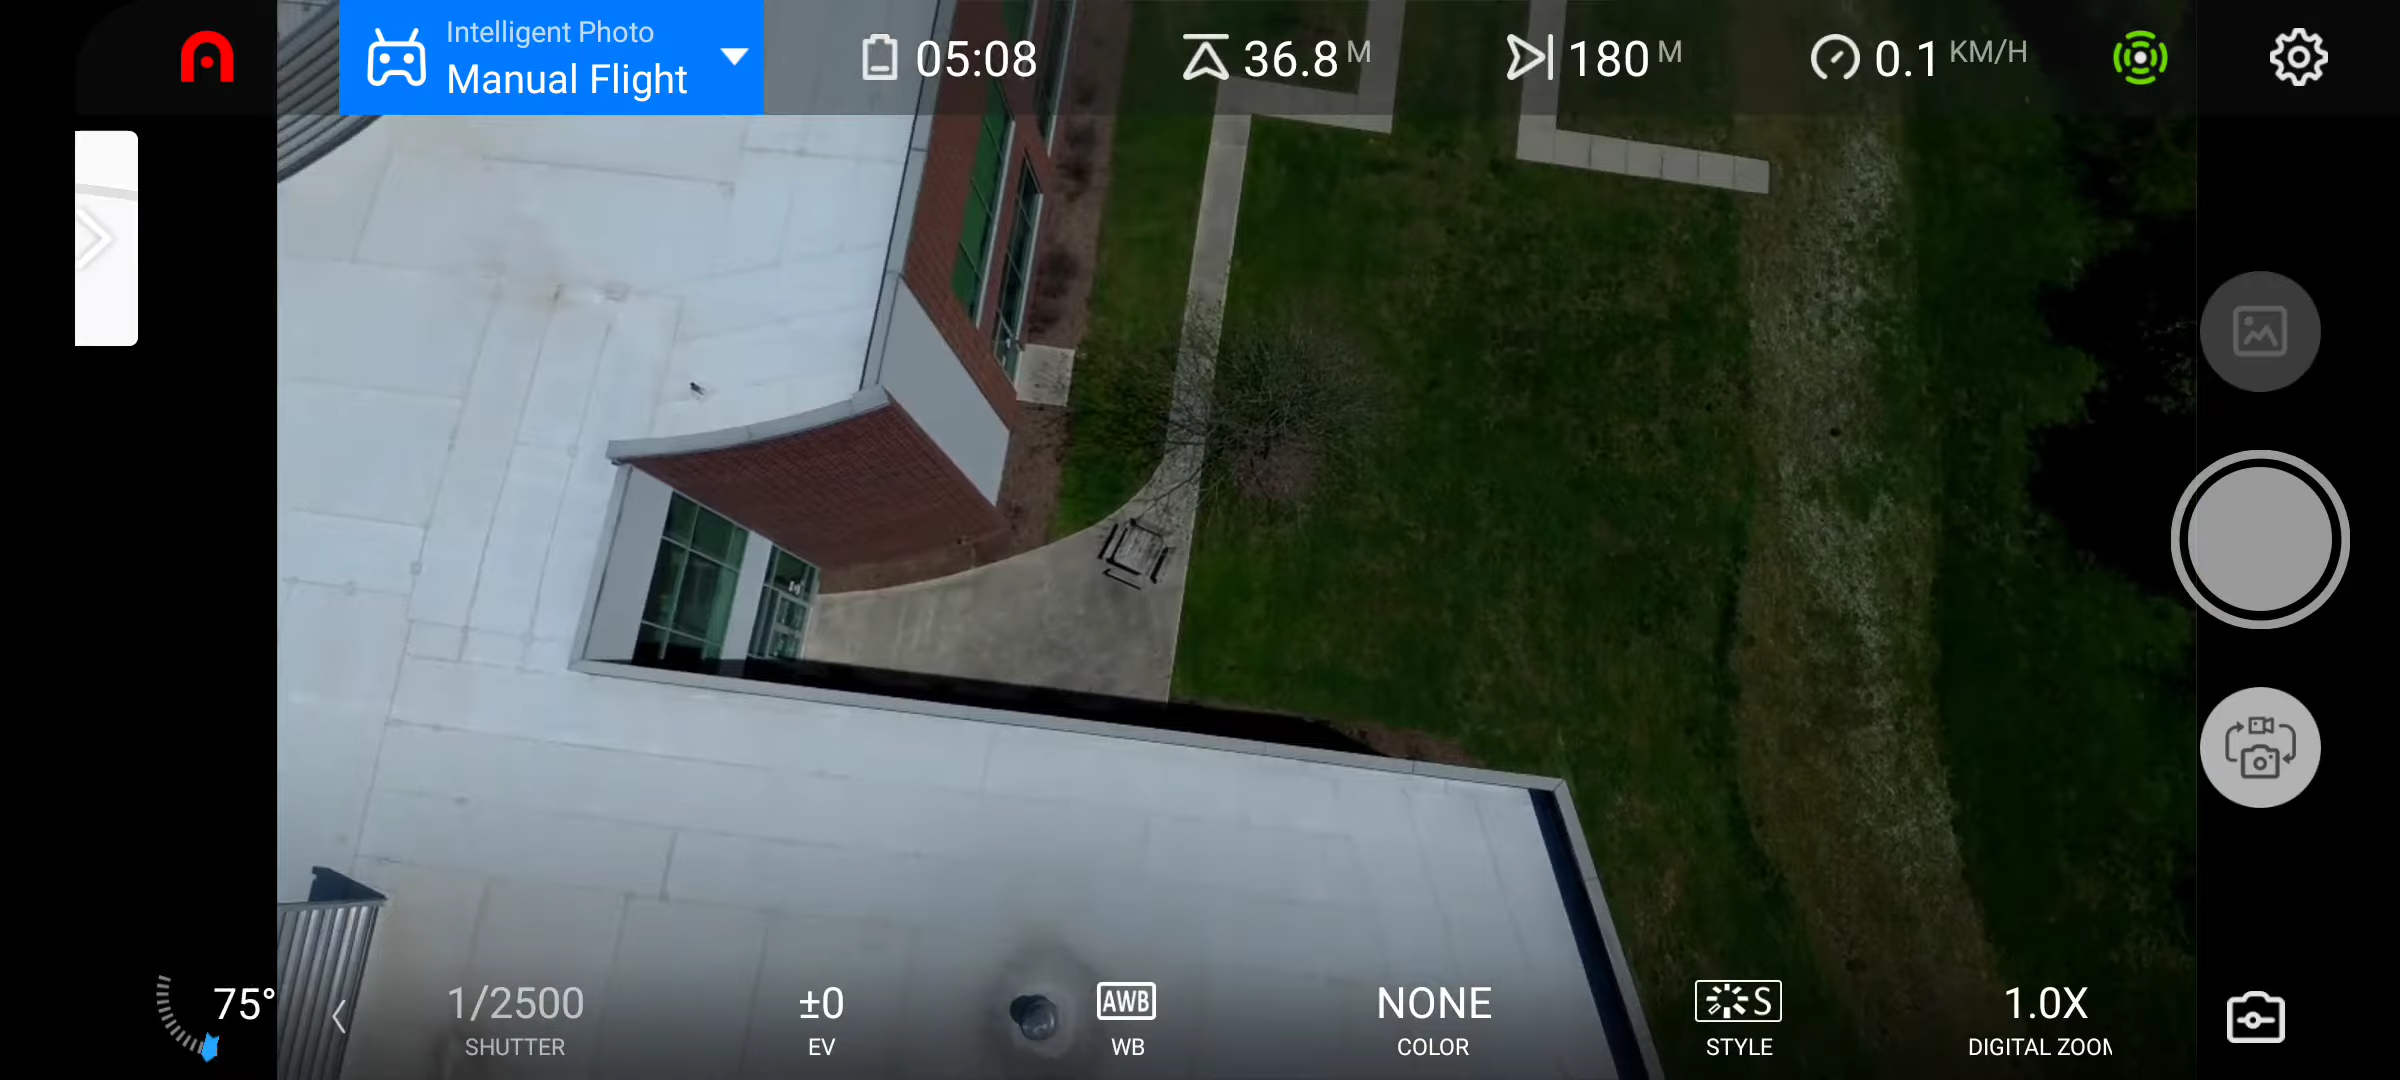 Intelligent Photo
Manual Flight
05:08
36.8 M
180 M
0.1 KM/H
75°
1/2500
SHUTTER
±0
EV
AWB
WB
NONE
COLOR
S
STYLE
1.0X
DIGITAL ZOOM